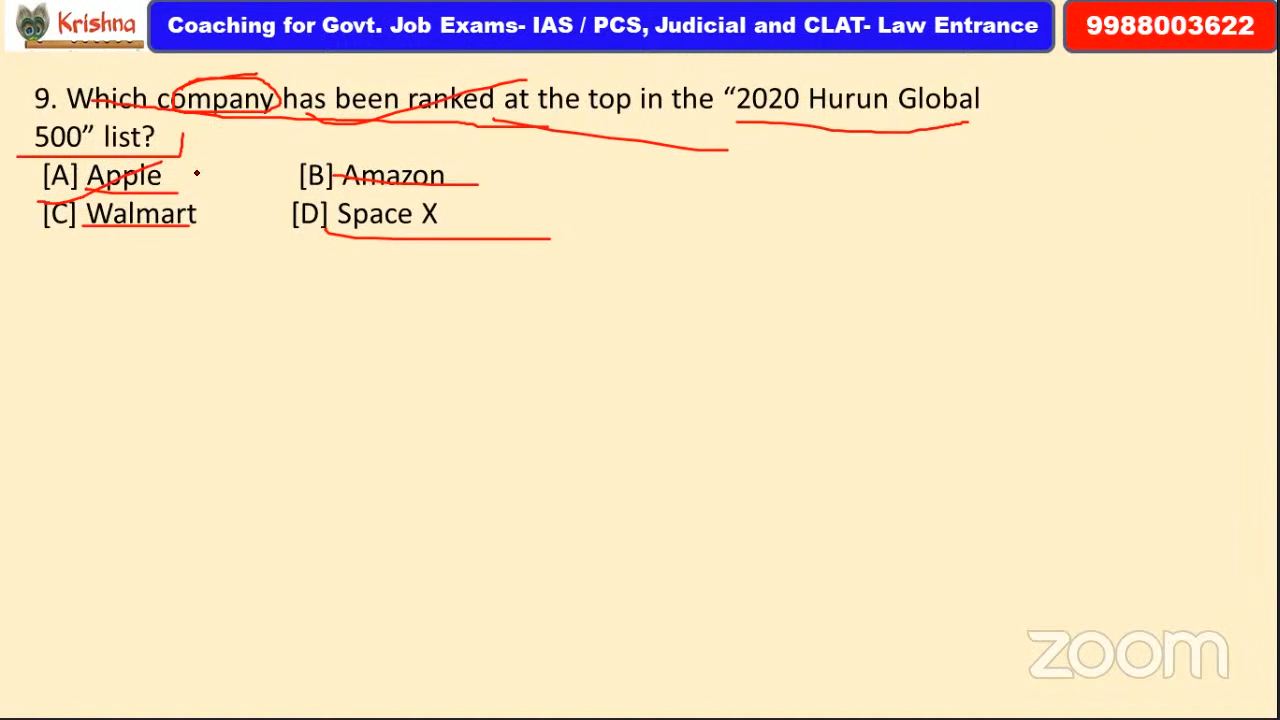 Krishna
Coaching for Govt. Job Exams- IAS / PCS, Judicial and CLAT- Law Entrance
9988003622
9. Which company has been ranked at the top in the “2020 Hurun Global
500” list?
[A] Apple [B] Amazon
[C] Walmart [D] Space X
zoom